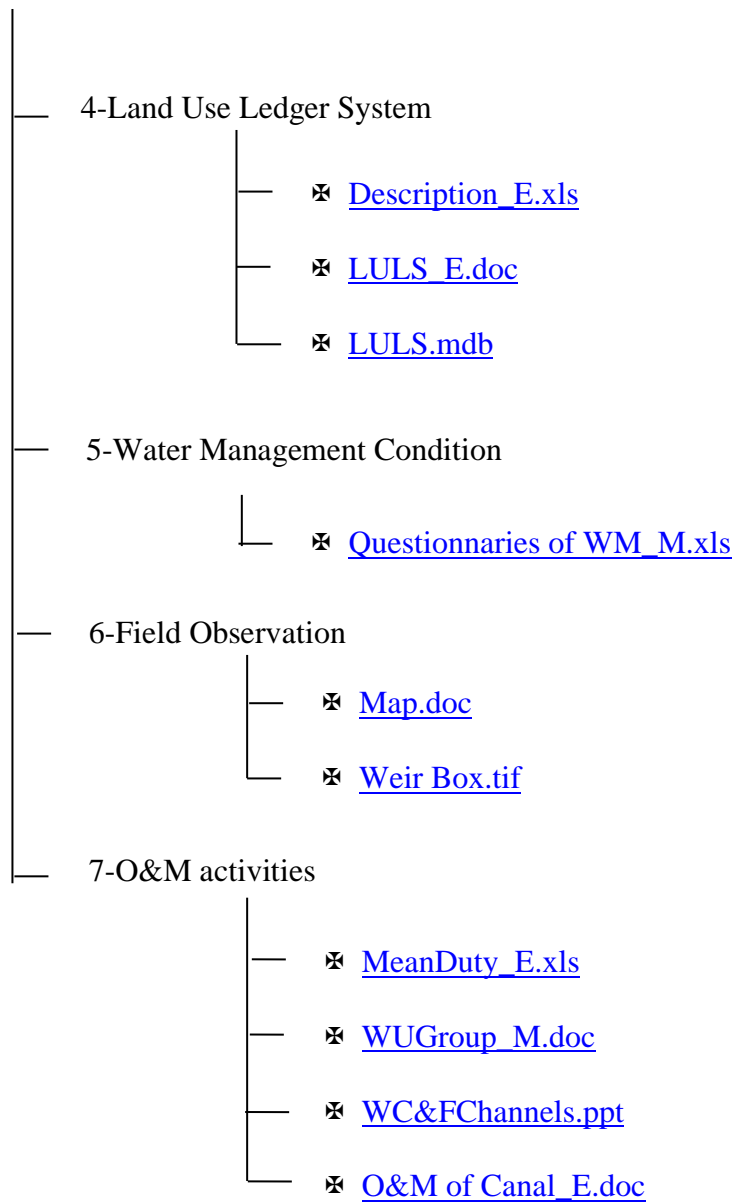 4-Land Use Ledger System
✠ Description_E.xls
✠ LULS_E.doc
✠ LULS.mdb
5-Water Management Condition
✠ Questionnaries of WM_M.xls
6-Field Observation
✠ Map.doc
✠ Weir Box.tif
7-O&M activities
✠ MeanDuty_E.xls
✠ WUGroup_M.doc
✠ WC&FChannels.ppt
✠ O&M of Canal_E.doc